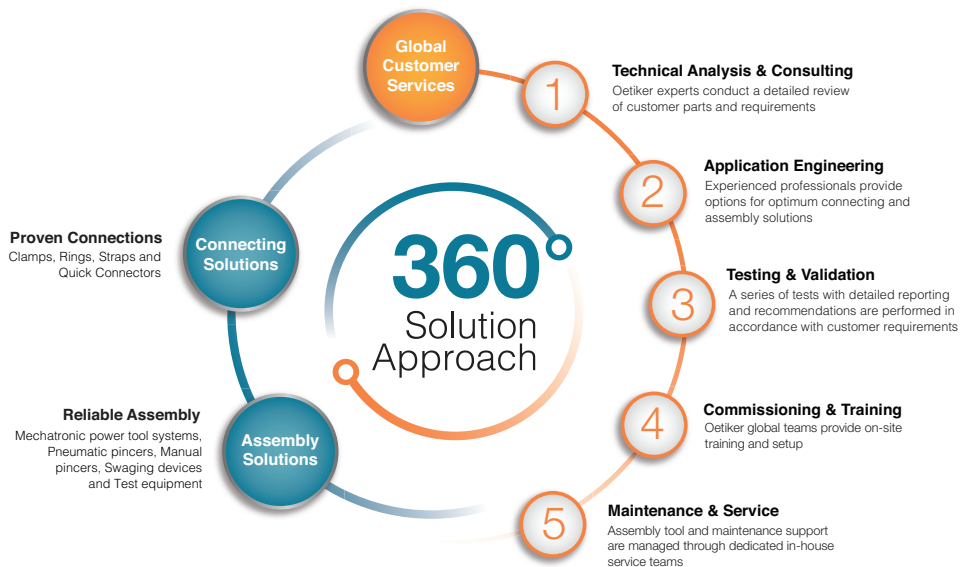 Global
Customer
Services
1
Technical Analysis & Consulting
Oetiker experts conduct a detailed review
of customer parts and requirements
2
Application Engineering
Experienced professionals provide
options for optimum connecting and
assembly solutions
3
Testing & Validation
A series of tests with detailed reporting
and recommendations are performed in
accordance with customer requirements
4
Commissioning & Training
Oetiker global teams provide on-site
training and setup
5
Maintenance & Service
Assembly tool and maintenance support
are managed through dedicated in-house
service teams
Connecting
Solutions
Proven Connections
Clamps, Rings, Straps and
Quick Connectors
Assembly
Solutions
Reliable Assembly
Mechatronic power tool systems,
Pneumatic pincers, Manual
pincers, Swaging devices
and Test equipment
360°
Solution
Approach